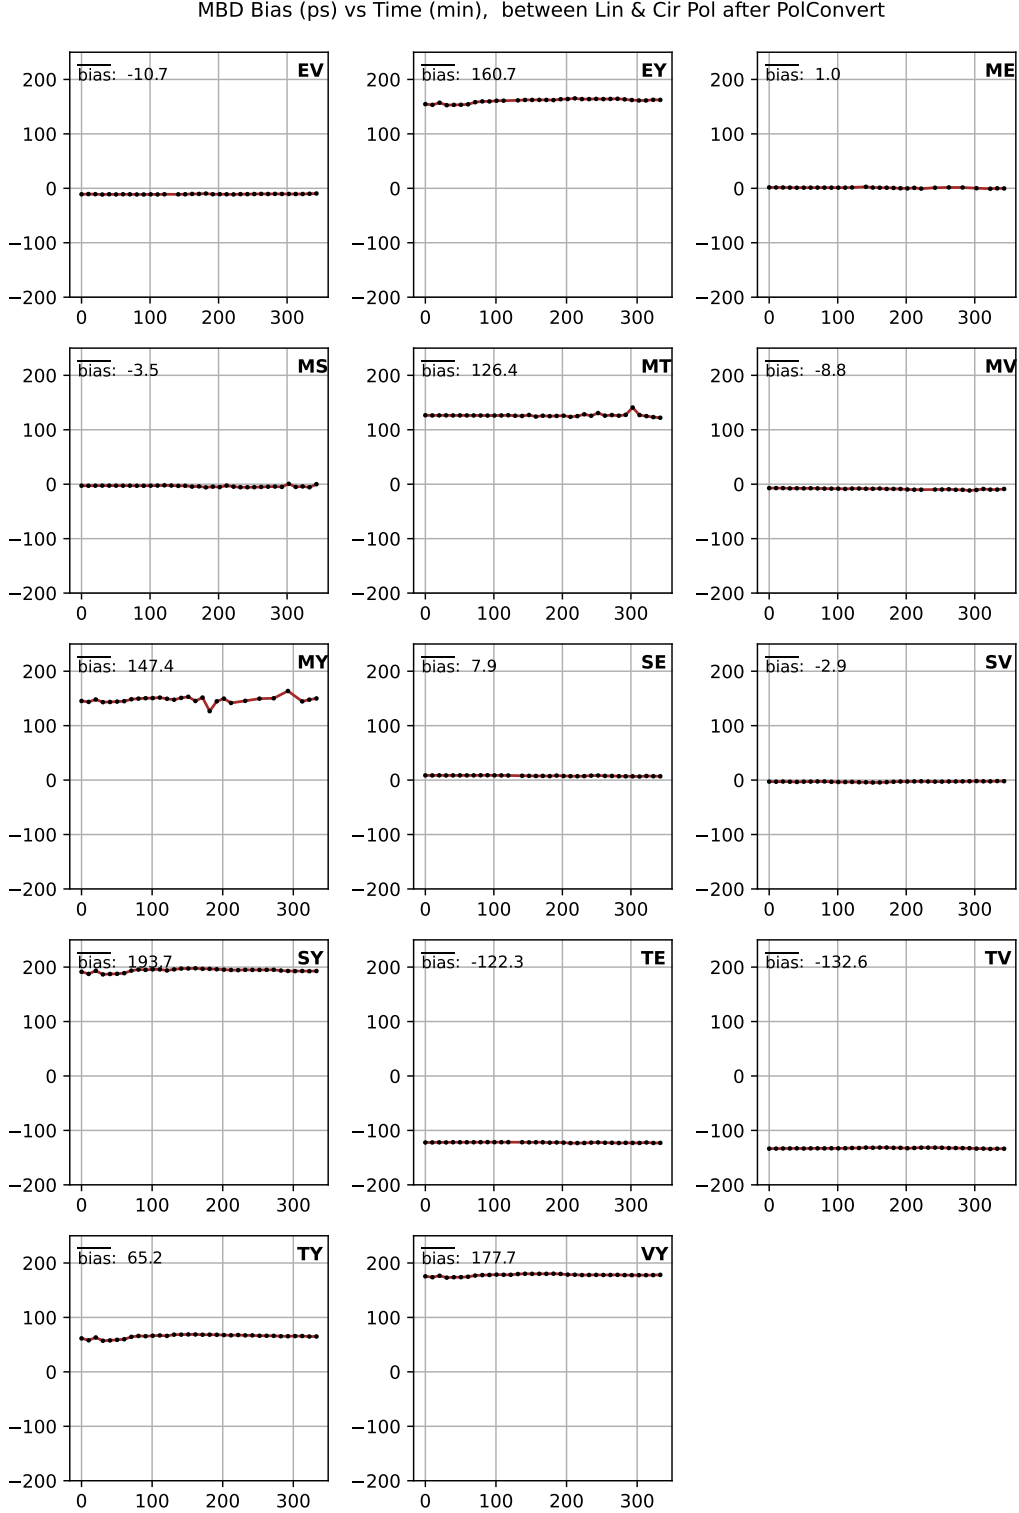 MBD Bias (ps) vs Time (min),  between Lin & Cir Pol after PolConvert
bias:  -10.7
EV
200
100
0
−100
−200
0 100 200 300
bias:  160.7
EY
200
100
0
−100
−200
0 100 200 300
bias:  1.0
ME
200
100
0
−100
−200
0 100 200 300
bias:  -3.5
MS
200
100
0
−100
−200
0 100 200 300
bias:  126.4
MT
200
100
0
−100
−200
0 100 200 300
bias:  -8.8
MV
200
100
0
−100
−200
0 100 200 300
bias:  147.4
MY
200
100
0
−100
−200
0 100 200 300
bias:  7.9
SE
200
100
0
−100
−200
0 100 200 300
bias:  -2.9
SV
200
100
0
−100
−200
0 100 200 300
bias:  193.7
SY
200
100
0
−100
−200
0 100 200 300
bias:  -122.3
TE
200
100
0
−100
−200
0 100 200 300
bias:  -132.6
TV
200
100
0
−100
−200
0 100 200 300
bias:  65.2
TY
200
100
0
−100
−200
0 100 200 300
bias:  177.7
VY
200
100
0
−100
−200
0 100 200 300